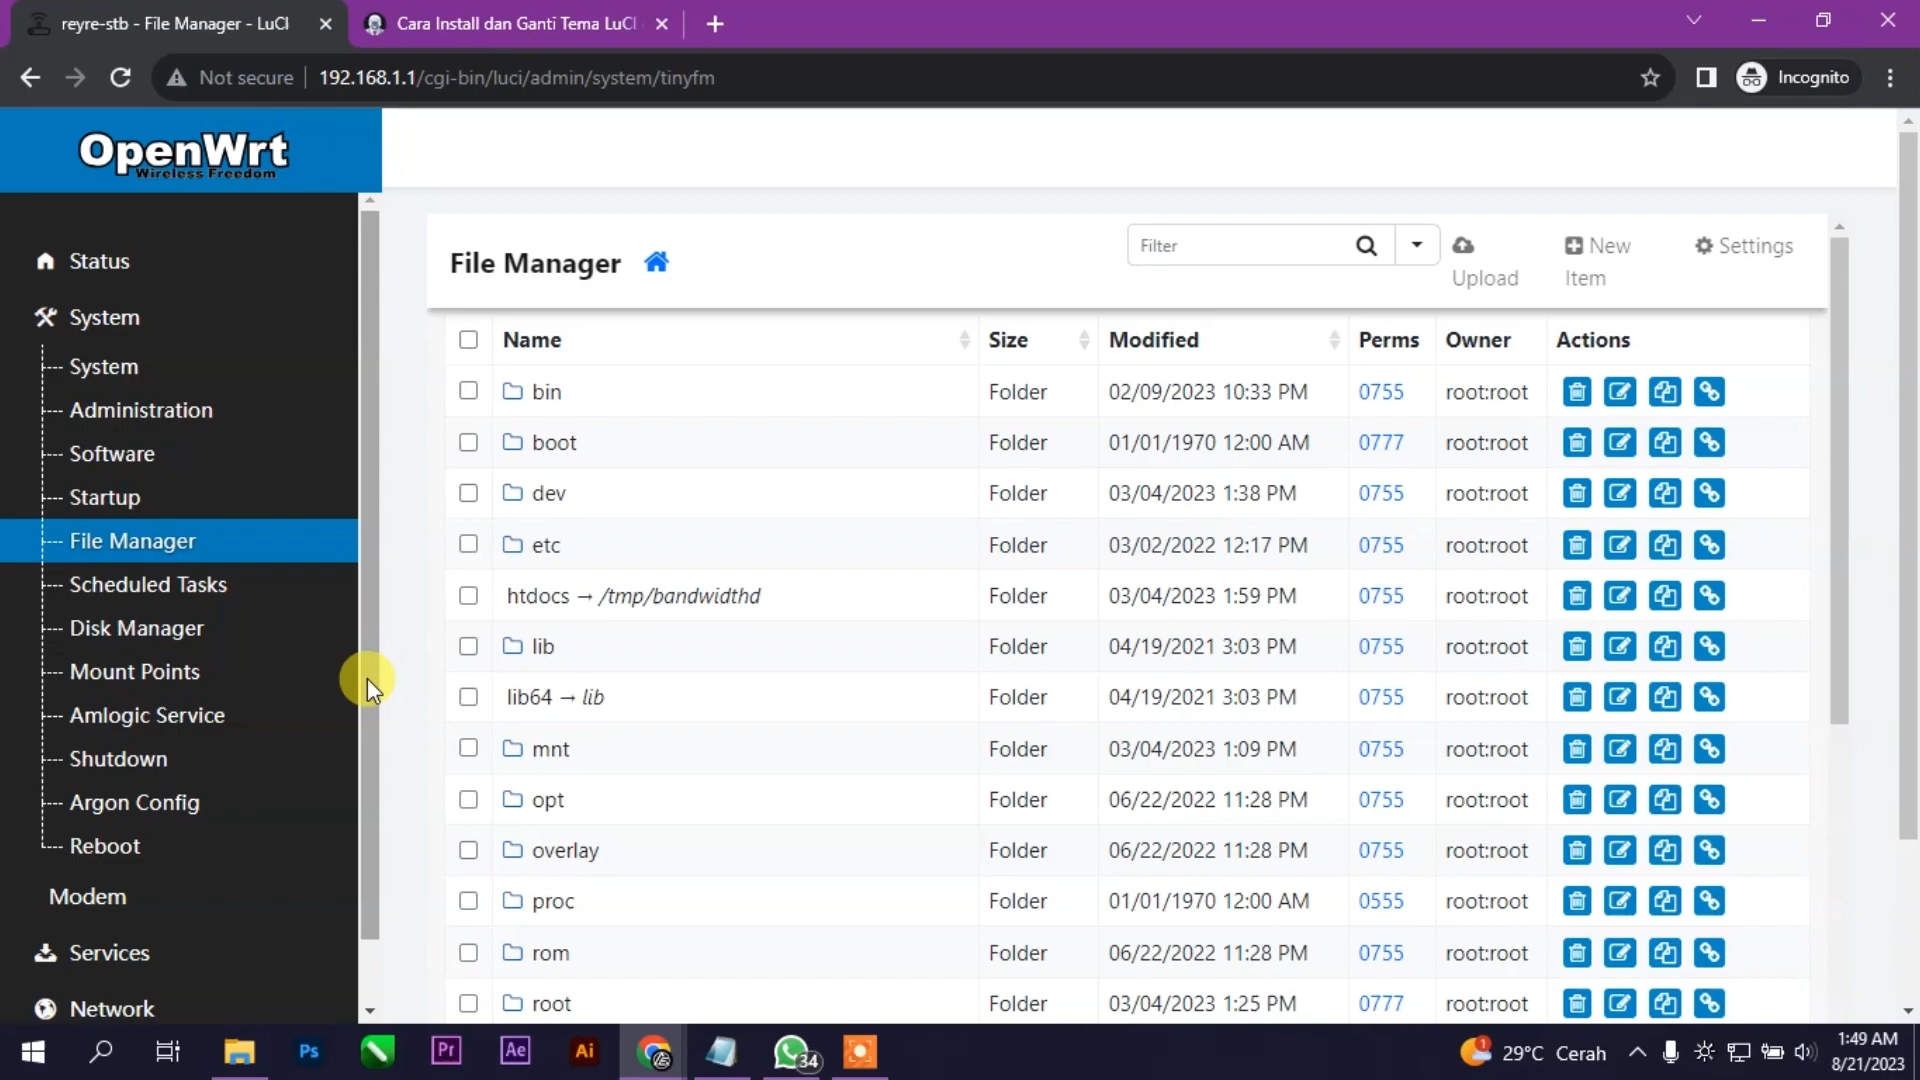 reyre-stb - File Manager - LuCI
Cara Install dan Ganti Tema LuCI
Not secure
192.168.1.1/cgi-bin/luci/admin/system/tinyfm
Incognito
OpenWrt
Wireless Freedom
Status
System
System
Administration
Software
Startup
File Manager
Scheduled Tasks
Disk Manager
Mount Points
Amlogic Service
Shutdown
Argon Config
Reboot
Modem
Services
Network
File Manager
Filter
Upload
New
Item
Settings
Name Size Modified Perms Owner Actions
bin Folder 02/09/2023 10:33 PM 0755 root:root
boot Folder 01/01/1970 12:00 AM 0777 root:root
dev Folder 03/04/2023 1:38 PM 0755 root:root
etc Folder 03/02/2022 12:17 PM 0755 root:root
htdocs → /tmp/bandwidthd Folder 03/04/2023 1:59 PM 0755 root:root
lib Folder 04/19/2021 3:03 PM 0755 root:root
lib64 → lib Folder 04/19/2021 3:03 PM 0755 root:root
mnt Folder 03/04/2023 1:09 PM 0755 root:root
opt Folder 06/22/2022 11:28 PM 0755 root:root
overlay Folder 06/22/2022 11:28 PM 0755 root:root
proc Folder 01/01/1970 12:00 AM 0555 root:root
rom Folder 06/22/2022 11:28 PM 0755 root:root
root Folder 03/04/2023 1:25 PM 0777 root:root
Ps
Pr
Ae
Ai
34
1
29°C Cerah
1:49 AM
8/21/2023